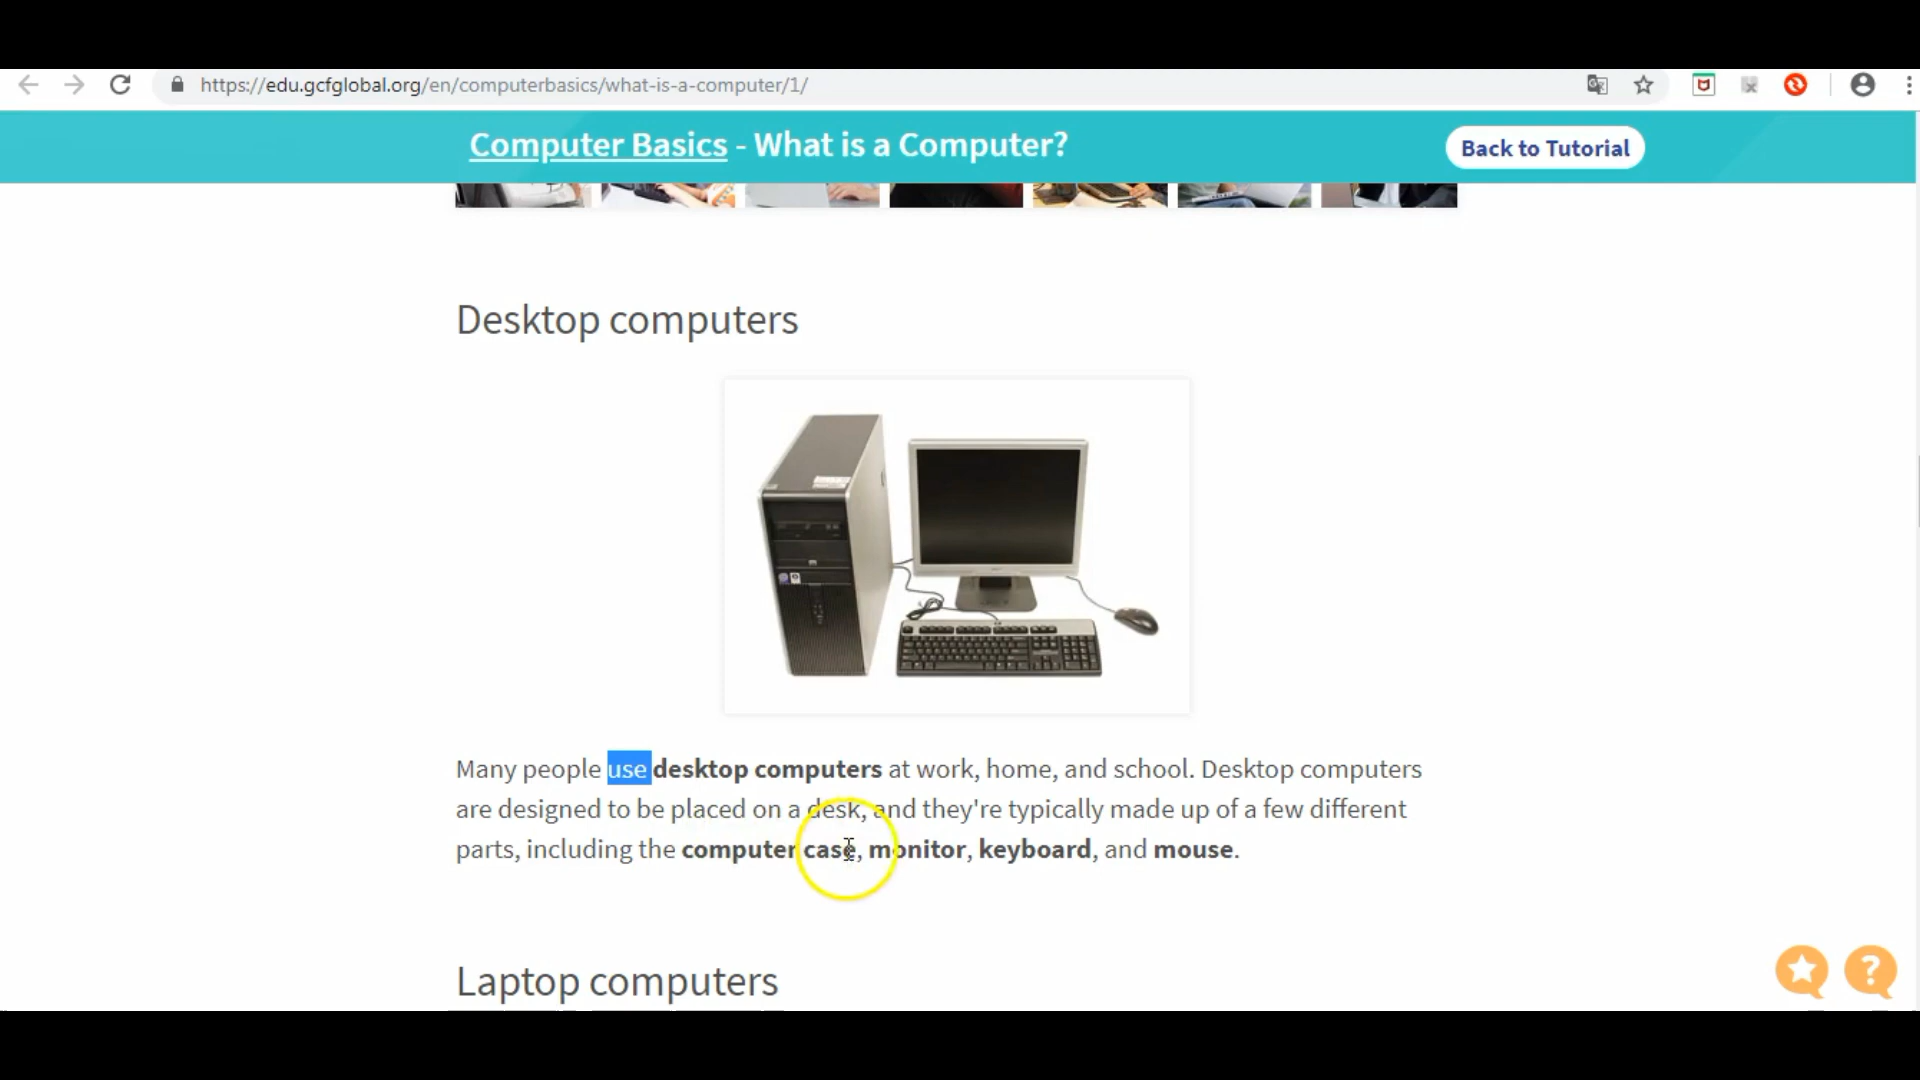 https://edu.gcfglobal.org/en/computerbasics/what-is-a-computer/1/
Computer Basics - What is a Computer?
Back to Tutorial
Desktop computers
Many people use desktop computers at work, home, and school. Desktop computers
are designed to be placed on a desk, and they're typically made up of a few different
parts, including the computer case, monitor, keyboard, and mouse.
Laptop computers